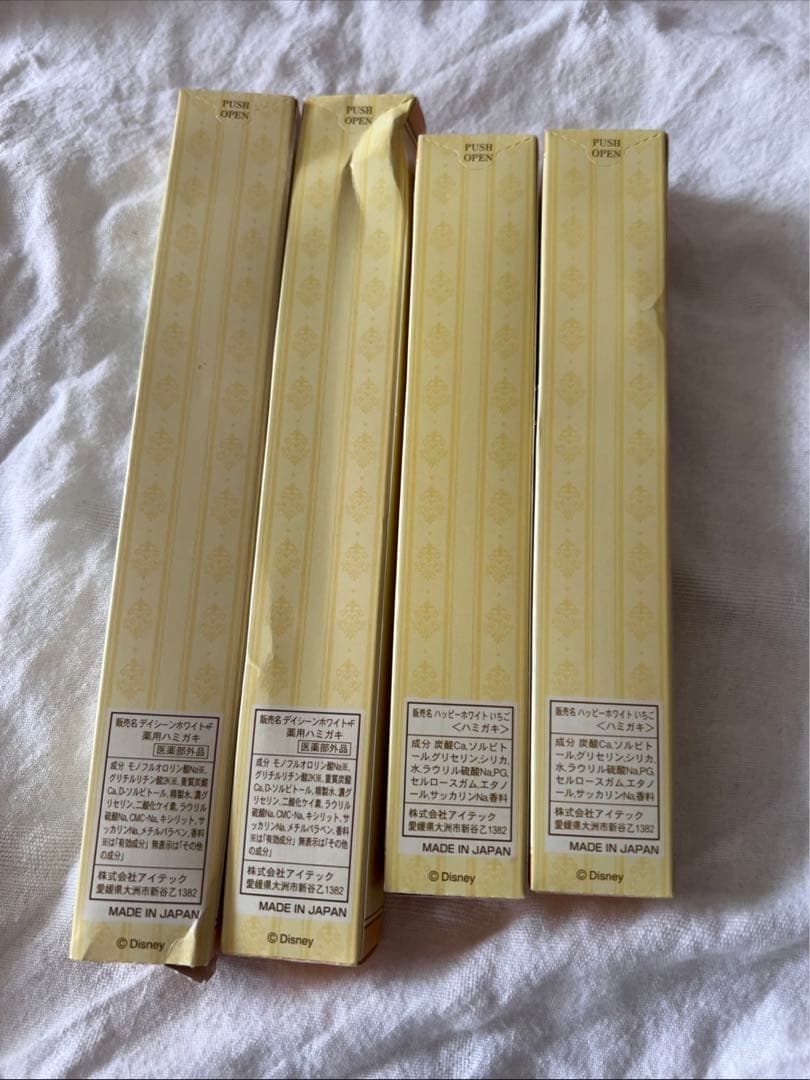 PUSH
OPEN
販売名 デイシーンホワイト+F
薬用ハミガキ
医薬部外品
成分 モノフルオロリン酸Na※,
グリチルリチン酸2K※,重質炭酸
Ca,D-ソルビトール,精製水,濃グ
リセリン,二酸化ケイ素,ラウリル
硫酸Na,CMC・Na,キシリット,サ
ッカリンNa,メチルパラベン,香料
※は「有効成分」無表示は「その他
の成分」
株式会社アイテック
愛媛県大洲市新谷乙1382
MADE IN JAPAN
©Disney
PUSH
OPEN
販売名 デイシーンホワイト+F
薬用ハミガキ
医薬部外品
成分 モノフルオロリン酸Na※,
グリチルリチン酸2K※,重質炭酸
Ca,D-ソルビトール,精製水,濃グ
リセリン,二酸化ケイ素,ラウリル
硫酸Na,CMC・Na,キシリット,サ
ッカリンNa,メチルパラベン,香料
※は「有効成分」無表示は「その他
の成分」
株式会社アイテック
愛媛県大洲市新谷乙1382
MADE IN JAPAN
©Disney
PUSH
OPEN
販売名 ハッピーホワイト いちご
<ハミガキ>
成分 炭酸Ca,ソルビト
ール,グリセリン,シリカ,
水,ラウリル硫酸Na,PG,
セルロースガム,エタノ
ール,サッカリンNa,香料
株式会社アイテック
愛媛県大洲市新谷乙1382
MADE IN JAPAN
©Disney
PUSH
OPEN
販売名 ハッピーホワイト いちご
<ハミガキ>
成分 炭酸Ca,ソルビト
ール,グリセリン,シリカ,
水,ラウリル硫酸Na,PG,
セルロースガム,エタノ
ール,サッカリンNa,香料
株式会社アイテック
愛媛県大洲市新谷乙1382
MADE IN JAPAN
©Disney